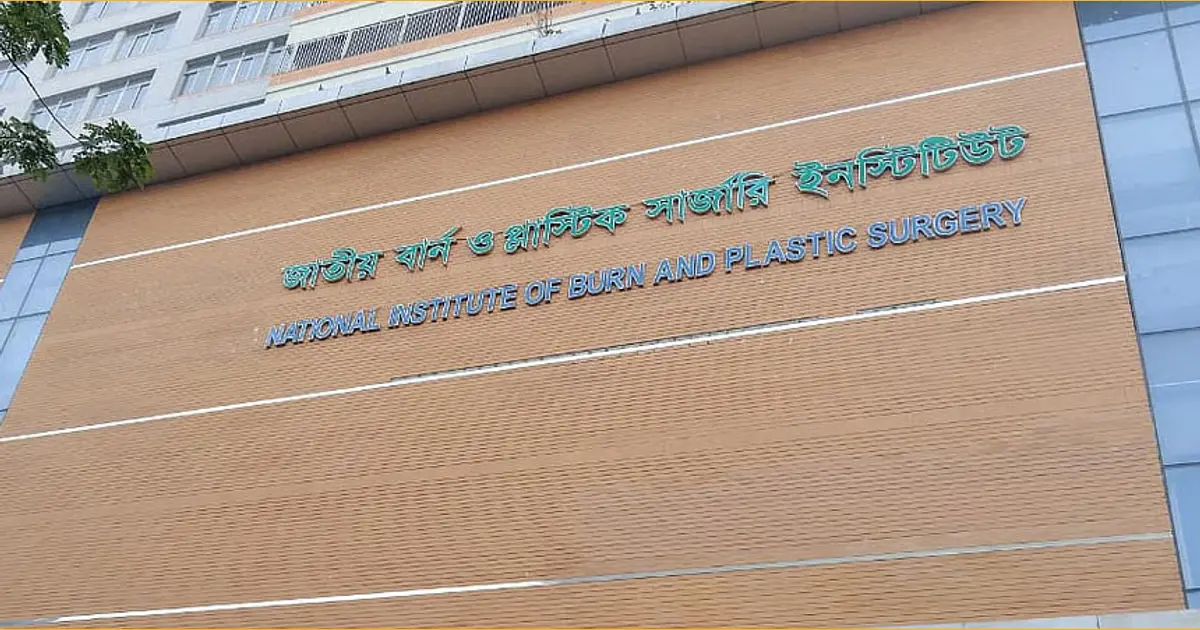 জাতীয় বার্ন ও প্লাস্টিক সার্জারি ইনস্টিটিউট
NATIONAL INSTITUTE OF BURN AND PLASTIC SURGERY